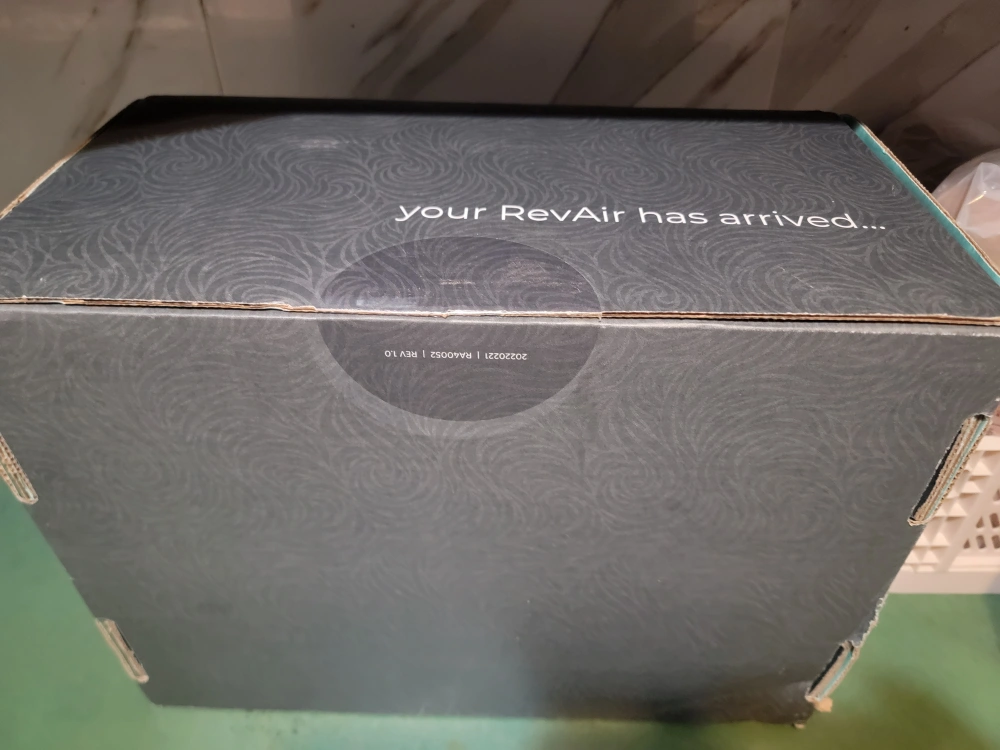 your RevAir has arrived...
20220221 | RA40052 | REV 1.0